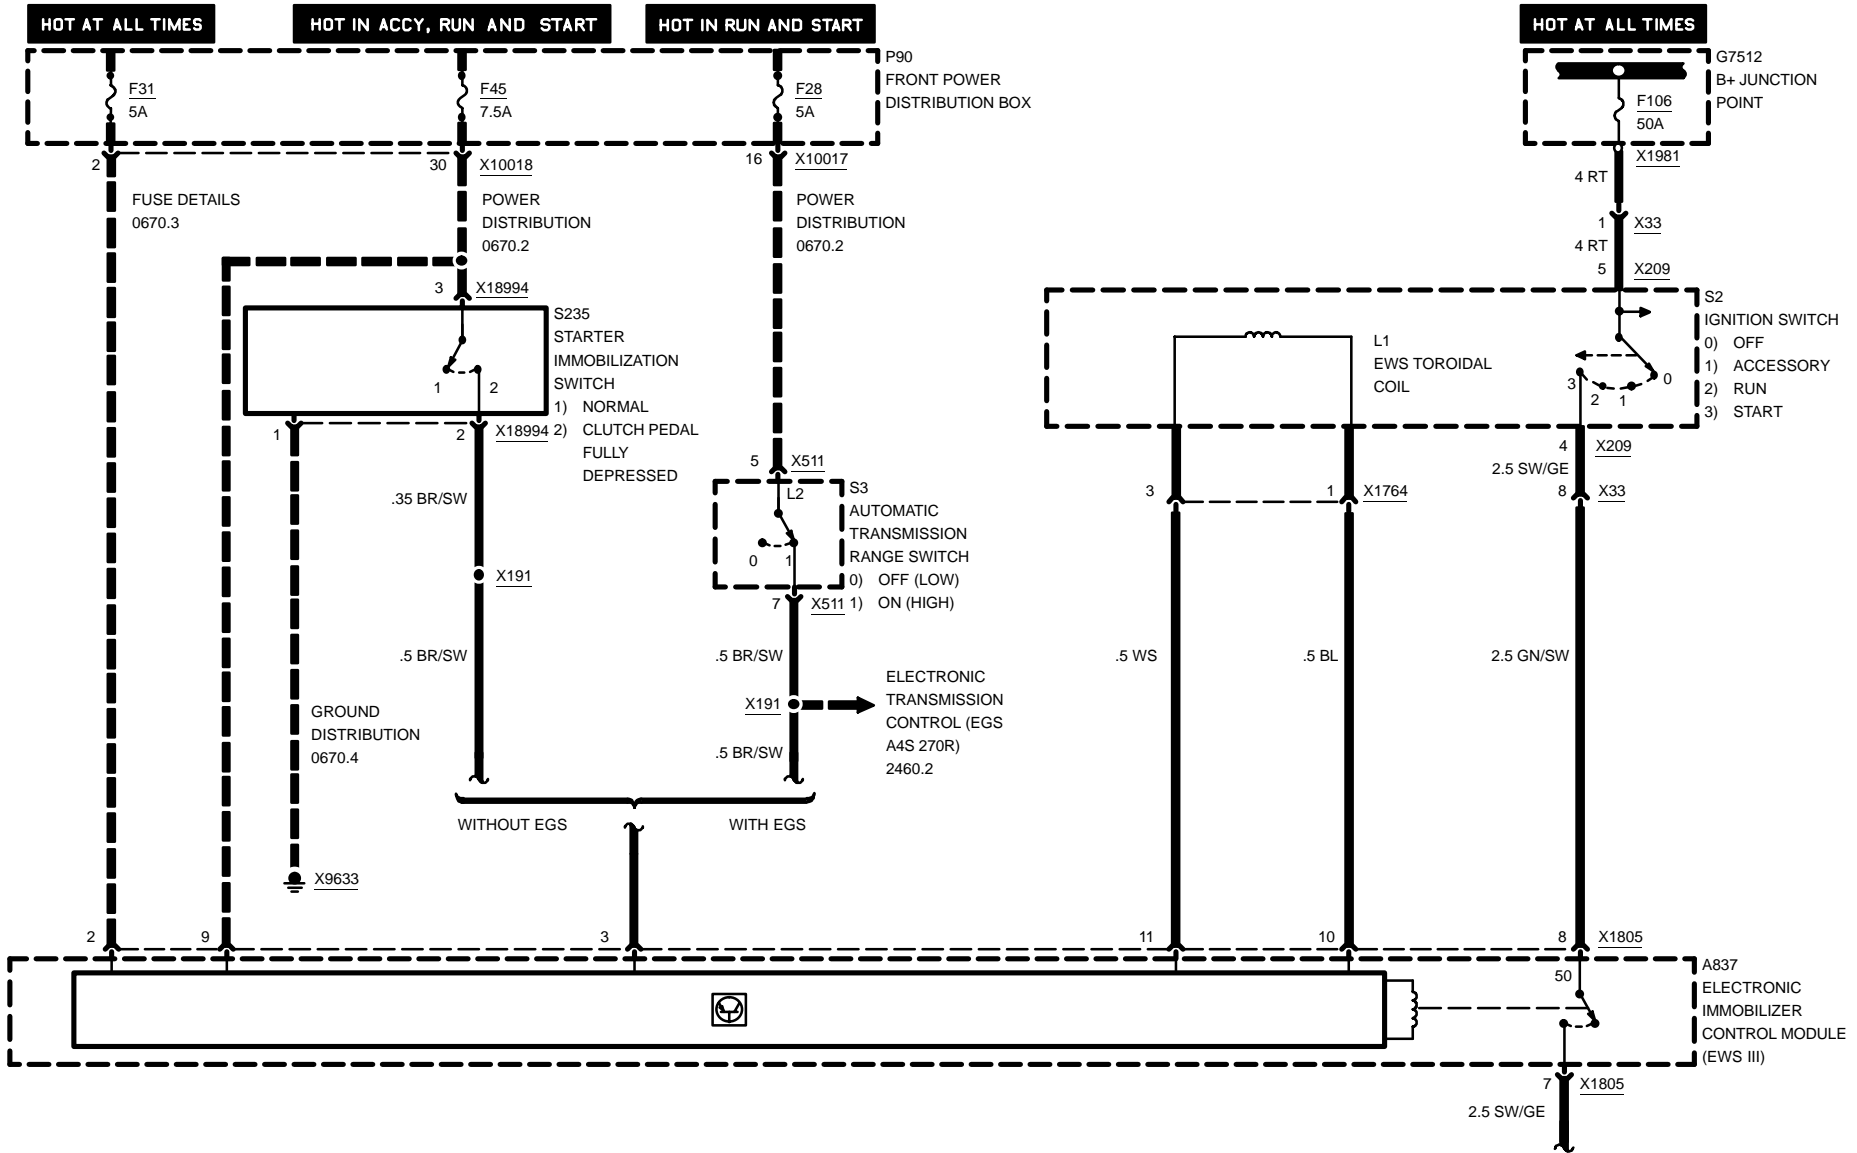 HOT AT ALL TIMES
HOT IN ACCY, RUN AND START
HOT IN RUN AND START
HOT AT ALL TIMES
F31
5A
F45
7.5A
F28
5A
P90
FRONT POWER
DISTRIBUTION BOX
F106
50A
G7512
B+ JUNCTION
POINT
2
30
X10018
16
X10017
X1981
4 RT
FUSE DETAILS
0670.3
POWER
DISTRIBUTION
0670.2
POWER
DISTRIBUTION
0670.2
1
X33
4 RT
5
X209
3
X18994
S235
STARTER
IMMOBILIZATION
SWITCH
1) NORMAL
2) CLUTCH PEDAL
FULLY
DEPRESSED
1
2
1
2
X18994
L1
EWS TOROIDAL
COIL
3
2
1
0
S2
IGNITION SWITCH
0) OFF
1) ACCESSORY
2) RUN
3) START
4
X209
2.5 SW/GE
8
X33
3
1
X1764
5
X511
L2
0
1
S3
AUTOMATIC
TRANSMISSION
RANGE SWITCH
0) OFF (LOW)
1) ON (HIGH)
7
X511
.35 BR/SW
X191
.5 BR/SW
.5 BR/SW
X191
.5 BR/SW
ELECTRONIC
TRANSMISSION
CONTROL (EGS
A4S 270R)
2460.2
.5 WS
.5 BL
2.5 GN/SW
GROUND
DISTRIBUTION
0670.4
X9633
WITHOUT EGS
WITH EGS
2
9
3
11
10
8
X1805
50
A837
ELECTRONIC
IMMOBILIZER
CONTROL MODULE
(EWS III)
7
X1805
2.5 SW/GE